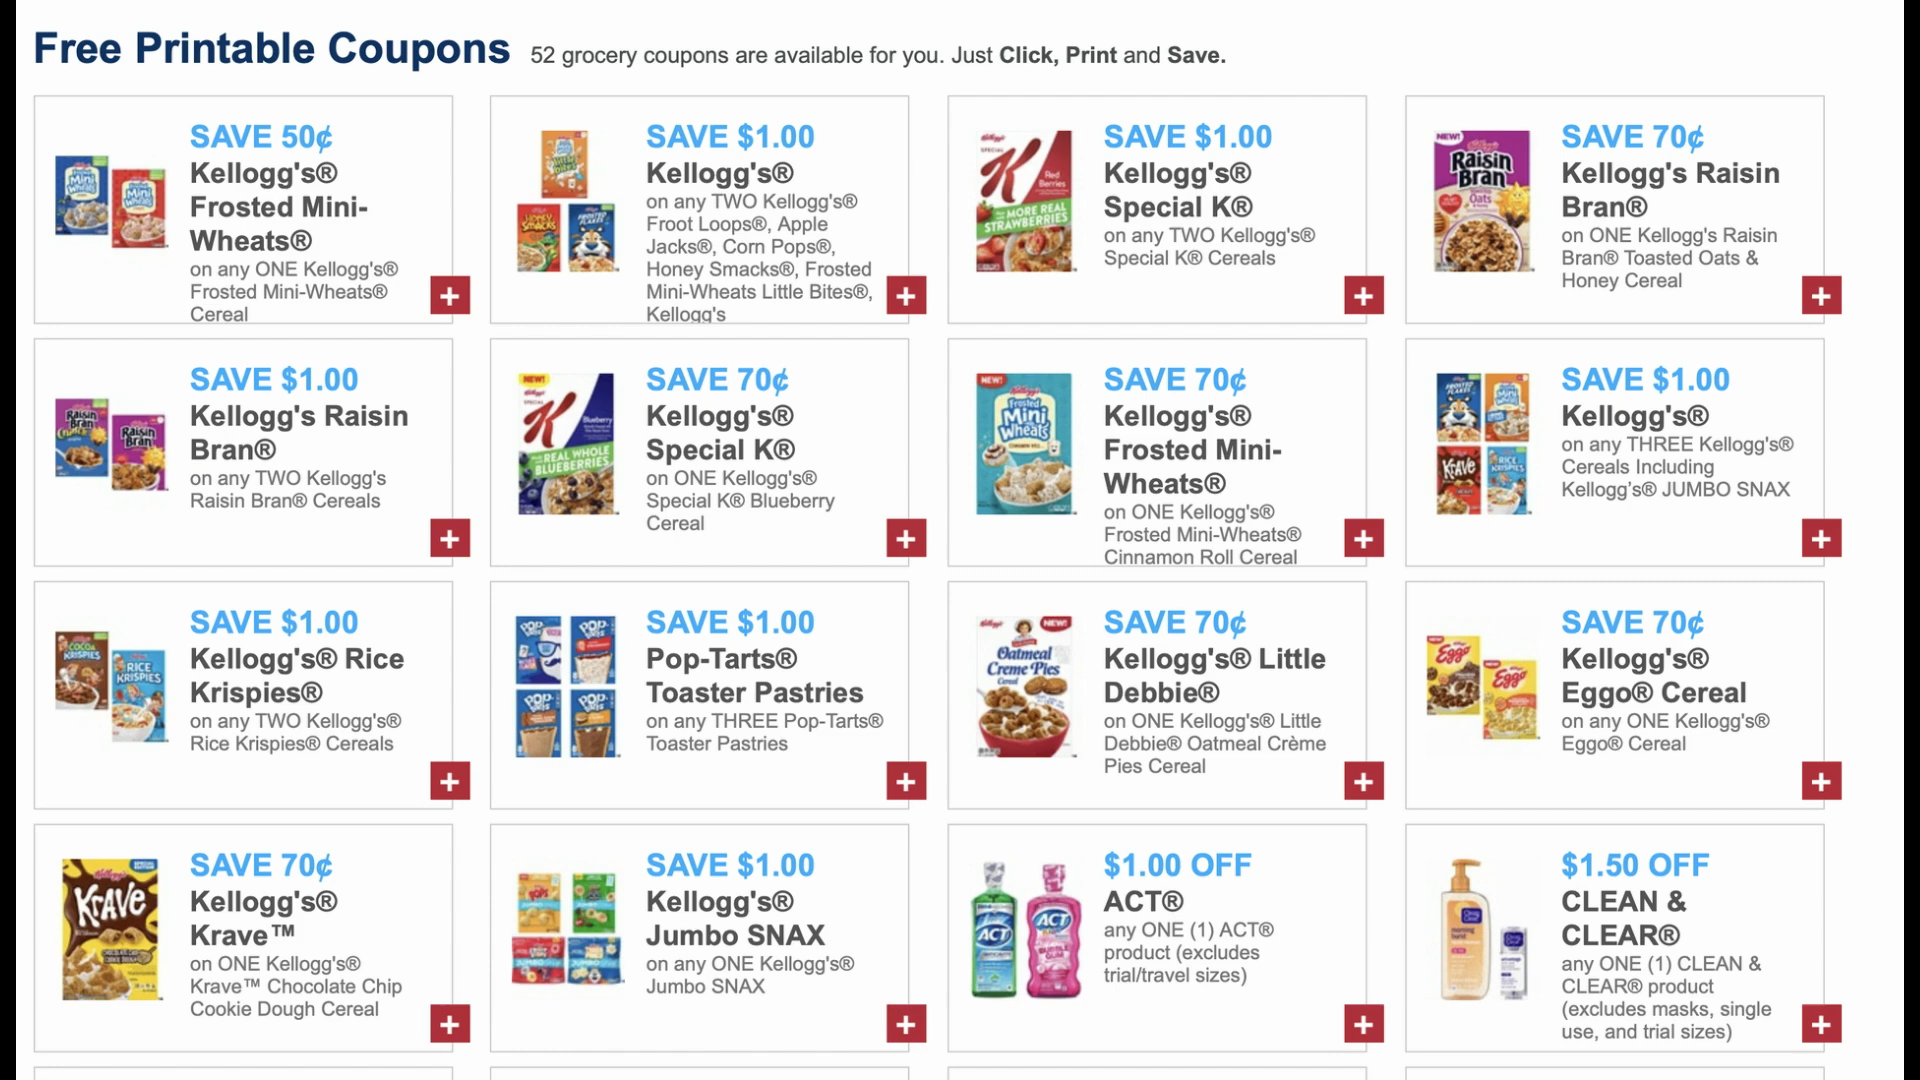 Free Printable Coupons 52 grocery coupons are available for you. Just Click, Print and Save.
SAVE 50¢
Kellogg's®
Frosted Mini-
Wheats®
on any ONE Kellogg's®
Frosted Mini-Wheats®
Cereal
+
SAVE $1.00
Kellogg's®
on any TWO Kellogg's®
Froot Loops®, Apple
Jacks®, Corn Pops®,
Honey Smacks®, Frosted
Mini-Wheats Little Bites®,
Kellogg's
+
SAVE $1.00
Kellogg's®
Special K®
on any TWO Kellogg's®
Special K® Cereals
+
SAVE 70¢
Kellogg's Raisin
Bran®
on ONE Kellogg's Raisin
Bran® Toasted Oats &
Honey Cereal
+
SAVE $1.00
Kellogg's Raisin
Bran®
on any TWO Kellogg's
Raisin Bran® Cereals
+
SAVE 70¢
Kellogg's®
Special K®
on ONE Kellogg's®
Special K® Blueberry
Cereal
+
SAVE 70¢
Kellogg's®
Frosted Mini-
Wheats®
on ONE Kellogg's®
Frosted Mini-Wheats®
Cinnamon Roll Cereal
+
SAVE $1.00
Kellogg's®
on any THREE Kellogg's®
Cereals Including
Kellogg's® JUMBO SNAX
+
SAVE $1.00
Kellogg's® Rice
Krispies®
on any TWO Kellogg's®
Rice Krispies® Cereals
+
SAVE $1.00
Pop-Tarts®
Toaster Pastries
on any THREE Pop-Tarts®
Toaster Pastries
+
SAVE 70¢
Kellogg's® Little
Debbie®
on ONE Kellogg's® Little
Debbie® Oatmeal Crème
Pies Cereal
+
SAVE 70¢
Kellogg's®
Eggo® Cereal
on any ONE Kellogg's®
Eggo® Cereal
+
SAVE 70¢
Kellogg's®
Krave™
on ONE Kellogg's®
Krave™ Chocolate Chip
Cookie Dough Cereal
+
SAVE $1.00
Kellogg's®
Jumbo SNAX
on any ONE Kellogg's®
Jumbo SNAX
+
$1.00 OFF
ACT®
any ONE (1) ACT®
product (excludes
trial/travel sizes)
+
$1.50 OFF
CLEAN &
CLEAR®
any ONE (1) CLEAN &
CLEAR® product
(excludes masks, single
use, and trial sizes)
+